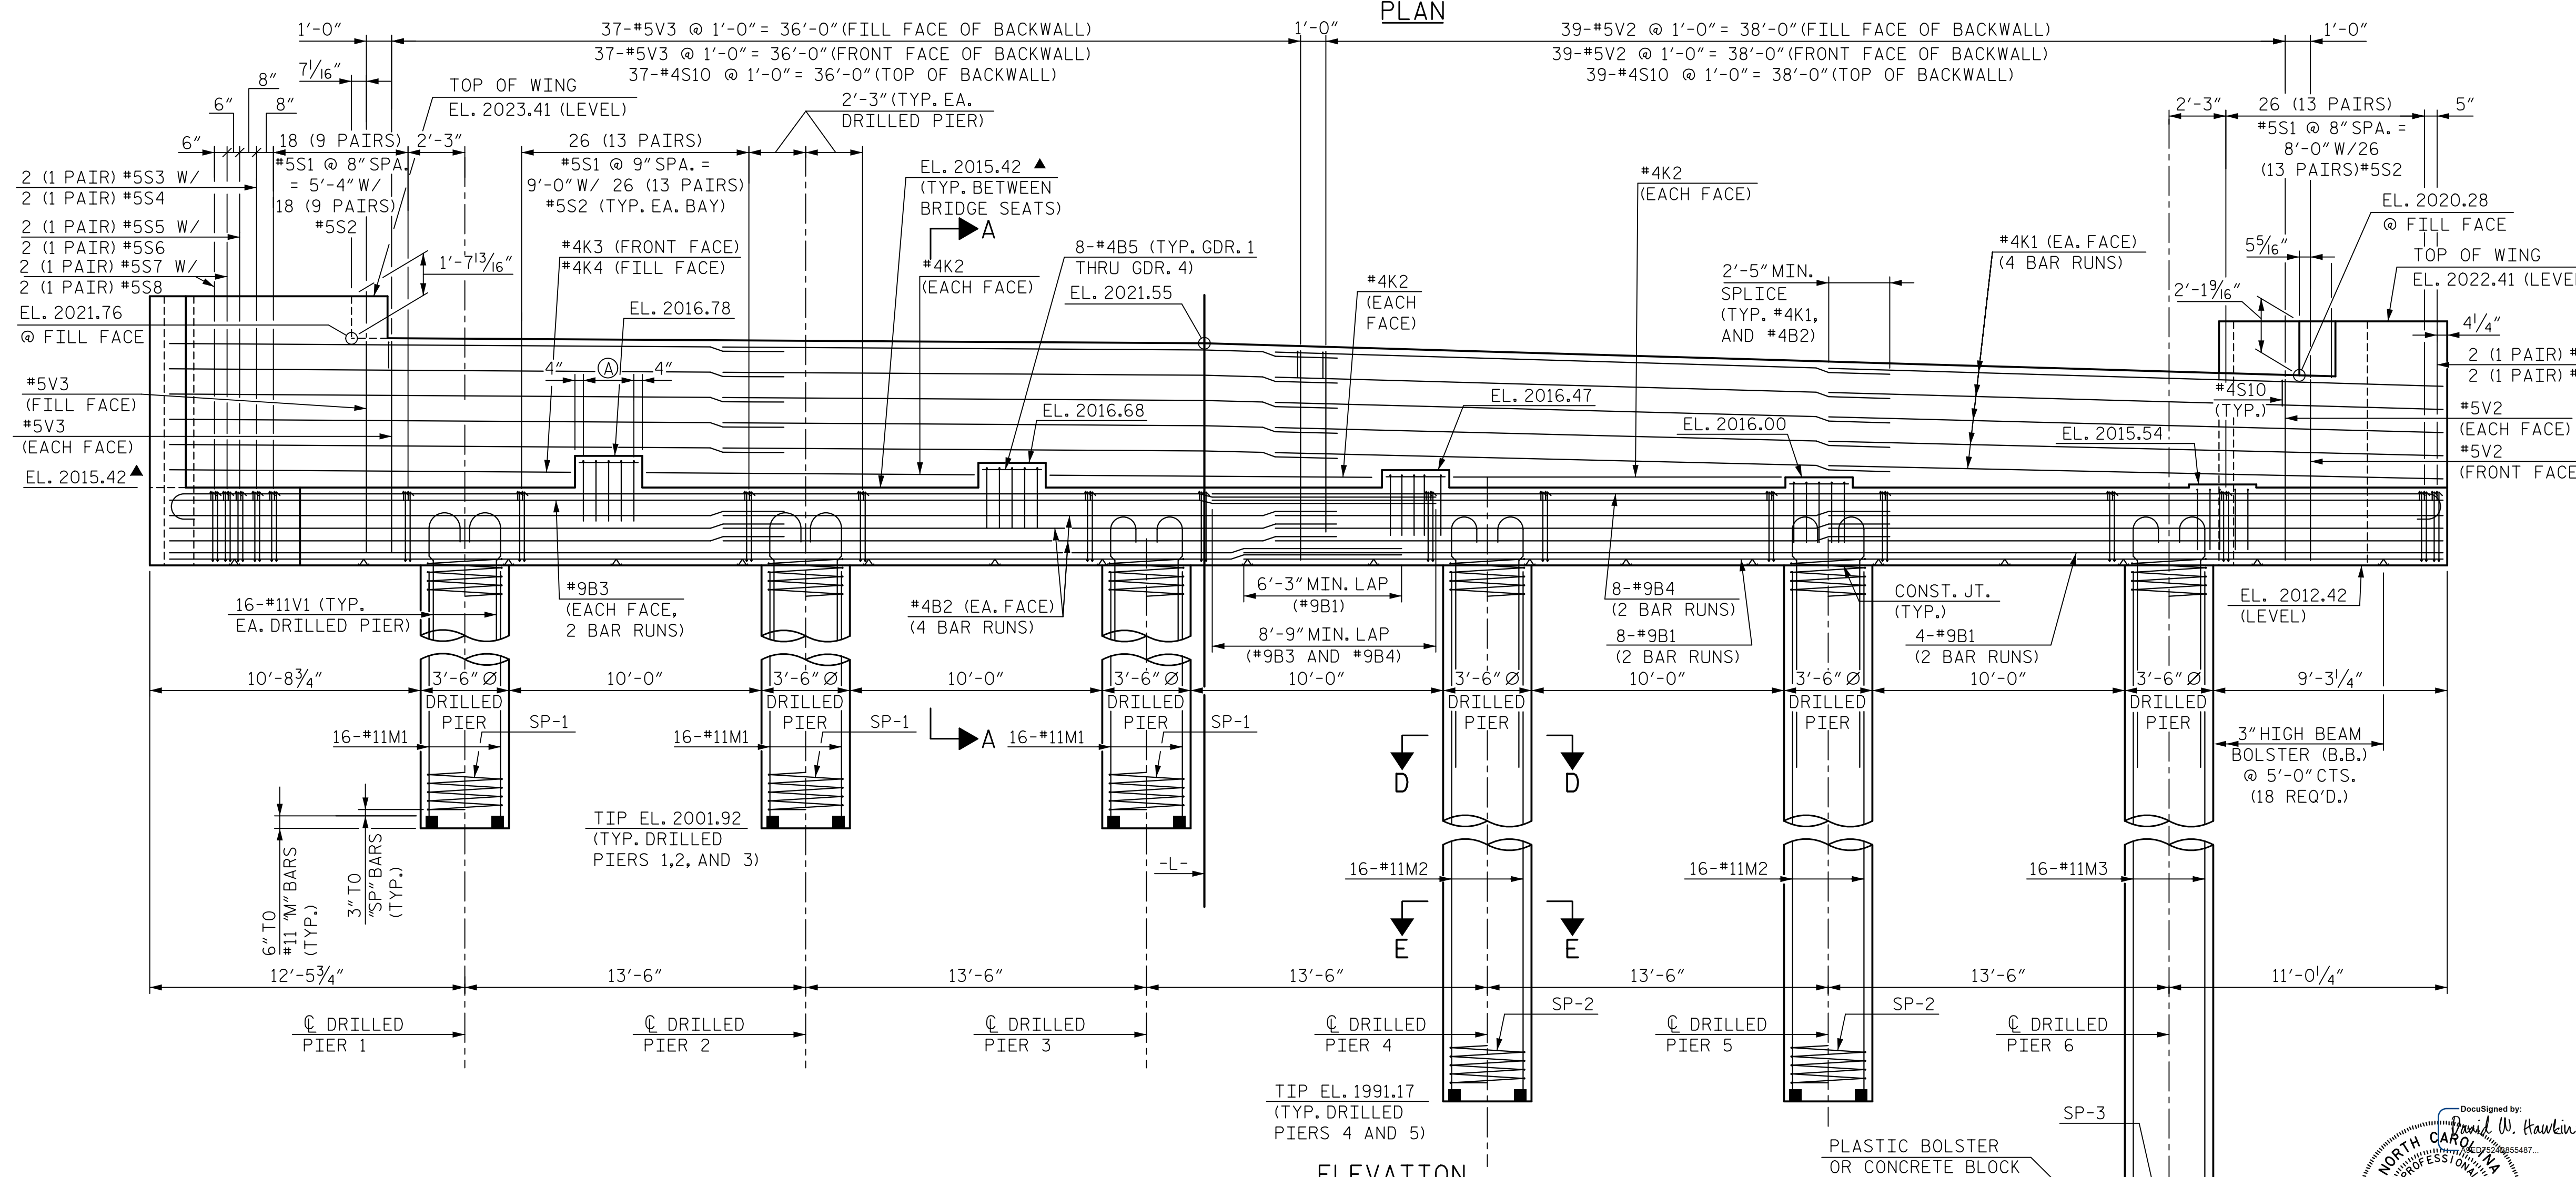 PLAN
1'-0"
37-#5V3 @ 1'-0" = 36'-0" (FILL FACE OF BACKWALL)
37-#5V3 @ 1'-0" = 36'-0" (FRONT FACE OF BACKWALL)
37-#4S10 @ 1'-0" = 36'-0" (TOP OF BACKWALL)
1'-0"
39-#5V2 @ 1'-0" = 38'-0" (FILL FACE OF BACKWALL)
39-#5V2 @ 1'-0" = 38'-0" (FRONT FACE OF BACKWALL)
39-#4S10 @ 1'-0" = 38'-0" (TOP OF BACKWALL)
1'-0"
7 1/16"
8"
6"
8"
6"
TOP OF WING
EL. 2023.41 (LEVEL)
18 (9 PAIRS)
#5S1 @ 8" SPA.
= 5'-4" W/
18 (9 PAIRS)
#5S2
2'-3"
26 (13 PAIRS)
#5S1 @ 9" SPA. =
9'-0" W/ 26 (13 PAIRS)
#5S2 (TYP. EA. BAY)
2'-3" (TYP. EA.
DRILLED PIER)
EL. 2015.42 ▲
(TYP. BETWEEN
BRIDGE SEATS)
A
#4K2
(EACH FACE)
2'-3"
26 (13 PAIRS)
#5S1 @ 8" SPA. =
8'-0" W/26
(13 PAIRS) #5S2
5"
2 (1 PAIR) #5S3 W/
2 (1 PAIR) #5S4
2 (1 PAIR) #5S5 W/
2 (1 PAIR) #5S6
2 (1 PAIR) #5S7 W/
2 (1 PAIR) #5S8
EL. 2021.76
@ FILL FACE
#4K3 (FRONT FACE)
#4K4 (FILL FACE)
1'-7 13/16"
EL. 2016.78
#4K2
(EACH FACE)
8-#4B5 (TYP. GDR. 1
THRU GDR. 4)
EL. 2021.55
#4K2
(EACH
FACE)
2'-5" MIN.
SPLICE
(TYP. #4K1,
AND #4B2)
#4K1 (EA. FACE)
(4 BAR RUNS)
EL. 2020.28
@ FILL FACE
5 5/16"
TOP OF WING
EL. 2022.41 (LEVE
2'-1 9/16"
4 1/4"
2 (1 PAIR) #
2 (1 PAIR) #
4"
A
4"
#5V3
(FILL FACE)
#5V3
(EACH FACE)
EL. 2015.42 ▲
EL. 2016.68
EL. 2016.47
EL. 2016.00
EL. 2015.54
#4S10
(TYP.)
#5V2
(EACH FACE)
#5V2
(FRONT FACE
16-#11V1 (TYP.
EA. DRILLED PIER)
#9B3
(EACH FACE,
2 BAR RUNS)
#4B2 (EA. FACE)
(4 BAR RUNS)
6'-3" MIN. LAP
(#9B1)
8'-9" MIN. LAP
(#9B3 AND #9B4)
8-#9B4
(2 BAR RUNS)
8-#9B1
(2 BAR RUNS)
CONST. JT.
(TYP.)
4-#9B1
(2 BAR RUNS)
EL. 2012.42
(LEVEL)
10'-8 3/4"
3'-6" Ø
DRILLED
PIER
10'-0"
3'-6" Ø
DRILLED
PIER
10'-0"
3'-6" Ø
DRILLED
PIER
10'-0"
3'-6" Ø
DRILLED
PIER
10'-0"
3'-6" Ø
DRILLED
PIER
10'-0"
3'-6" Ø
DRILLED
PIER
9'-3 1/4"
SP-1
SP-1
SP-1
16-#11M1
16-#11M1
A
16-#11M1
D
D
3" HIGH BEAM
BOLSTER (B.B.)
@ 5'-0" CTS.
(18 REQ'D.)
6" TO
#11 "M" BARS
(TYP.)
3" TO
"SP" BARS
(TYP.)
TIP EL. 2001.92
(TYP. DRILLED
PIERS 1,2, AND 3)
-L-
16-#11M2
16-#11M2
16-#11M3
E
E
12'-5 3/4"
13'-6"
13'-6"
13'-6"
13'-6"
13'-6"
11'-0 1/4"
℄ DRILLED
PIER 1
℄ DRILLED
PIER 2
℄ DRILLED
PIER 3
℄ DRILLED
PIER 4
SP-2
℄ DRILLED
PIER 5
SP-2
℄ DRILLED
PIER 6
TIP EL. 1991.17
(TYP. DRILLED
PIERS 4 AND 5)
SP-3
PLASTIC BOLSTER
OR CONCRETE BLOCK
ELEVATION
DocuSigned by:
David W. Hawkin
NORTH CAROLINA
PROFESSIONAL